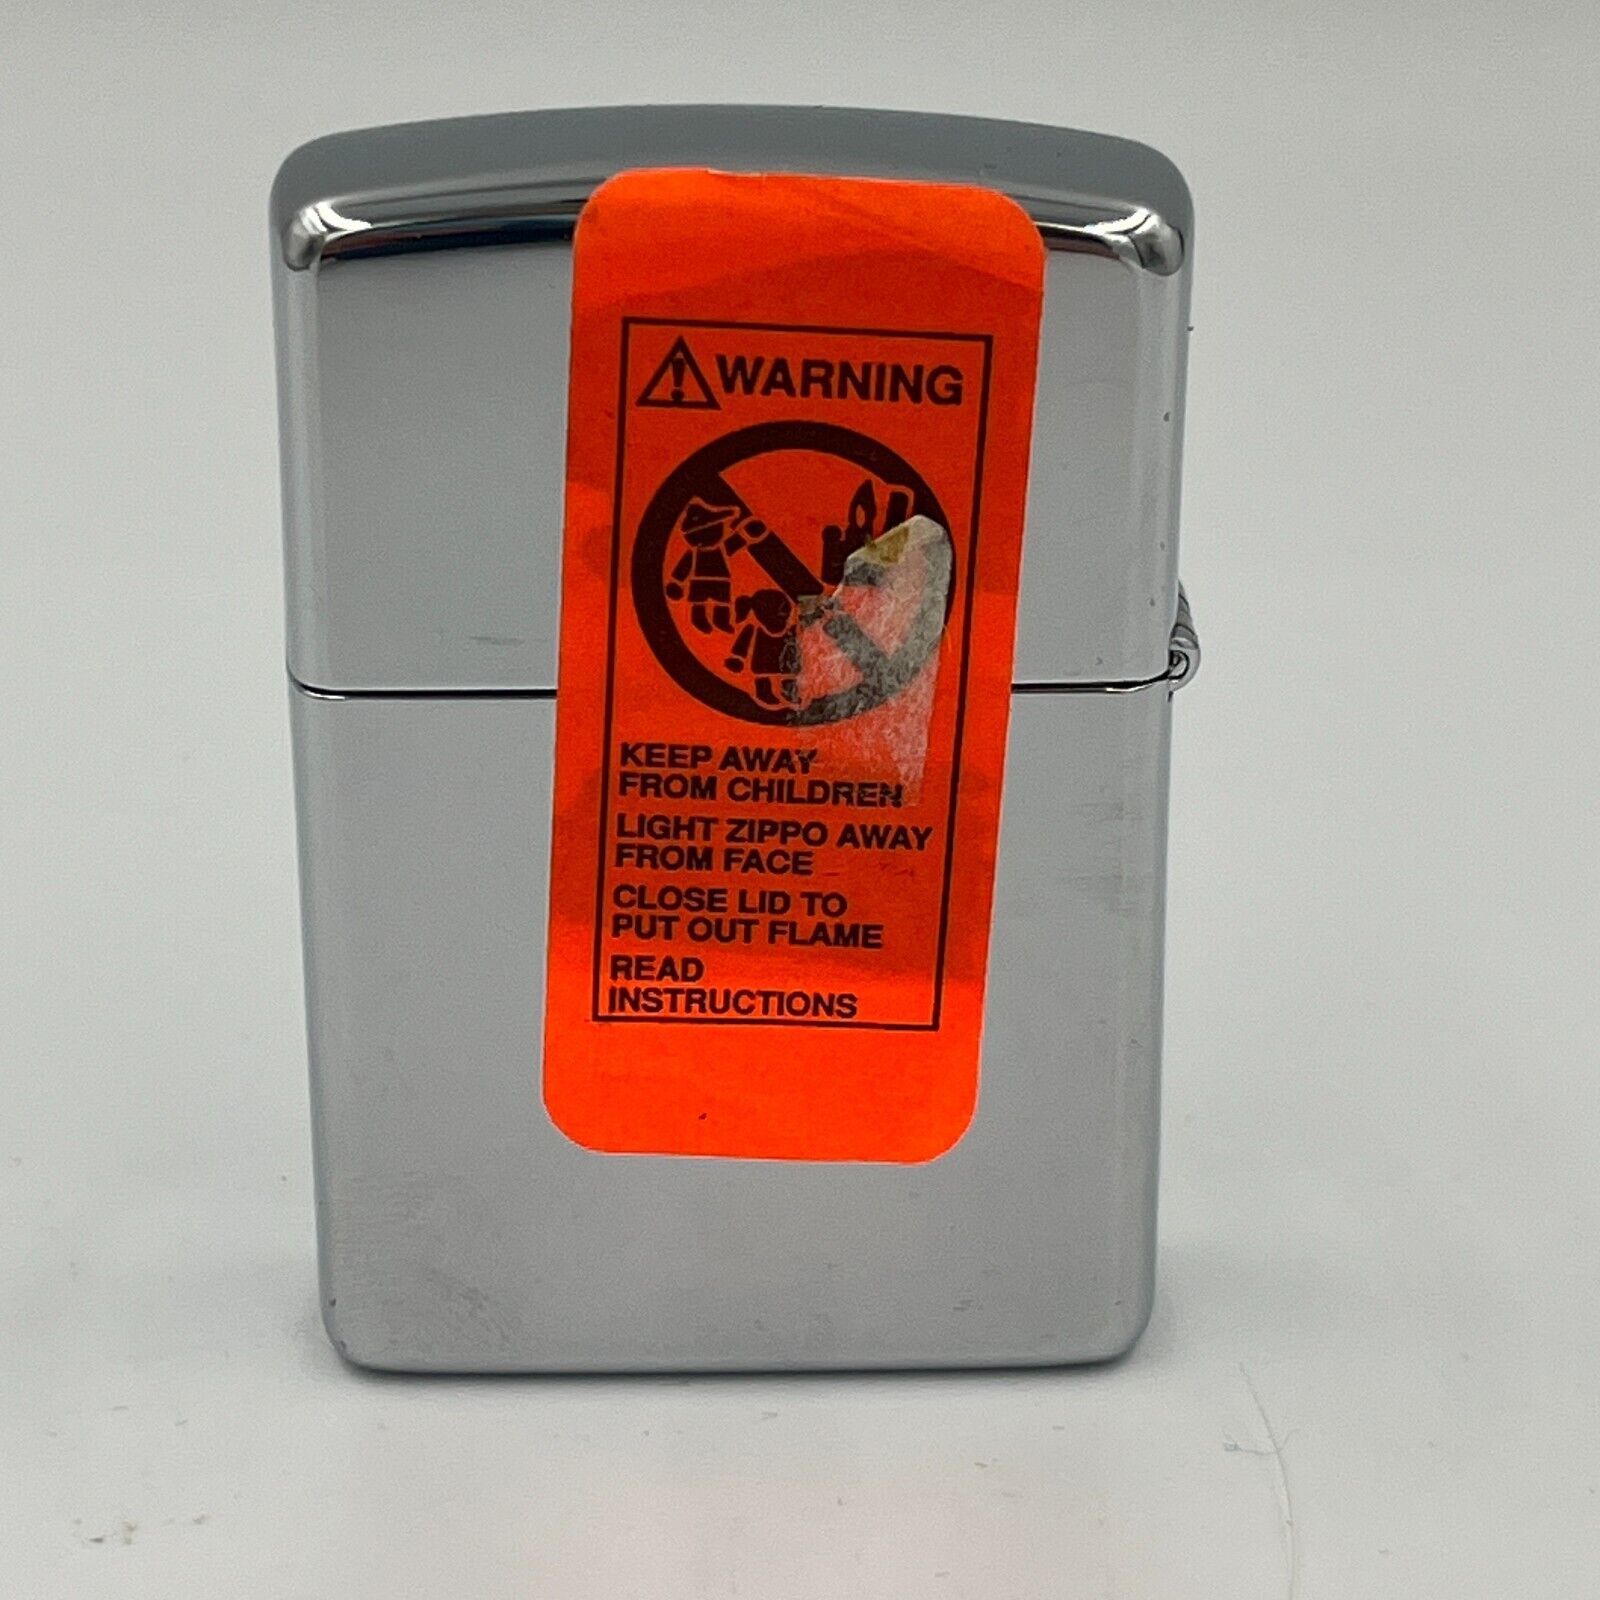 WARNING
KEEP AWAY
FROM CHILDREN
LIGHT ZIPPO AWAY
FROM FACE
CLOSE LID TO
PUT OUT FLAME
READ
INSTRUCTIONS